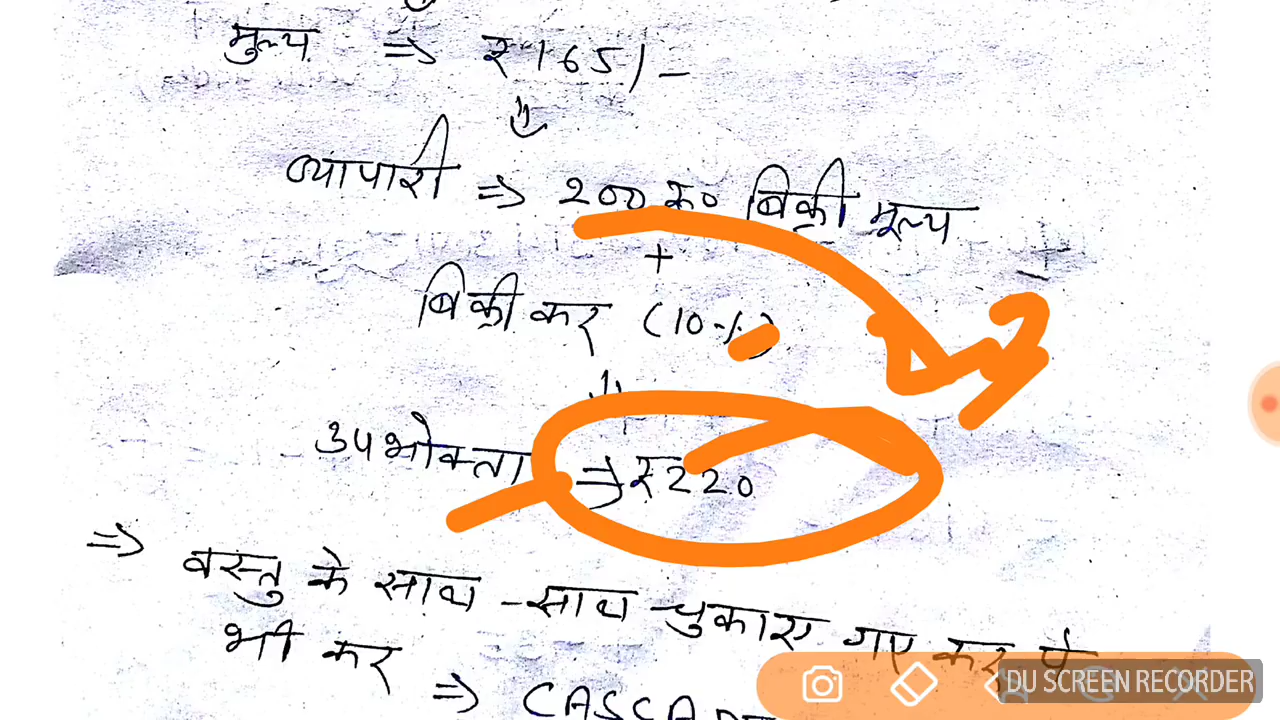 मुल्य ⇒ ₹165/-
व्यापारी ⇒ 200 रू० बिक्री मूल्य
+
बिक्री कर (10%)
उपभोक्ता ⇒ ₹220
⇒ वस्तु के साथ-साथ चुकाए गए कर पे
भी कर
⇒ CASCADE
DU SCREEN RECORDER